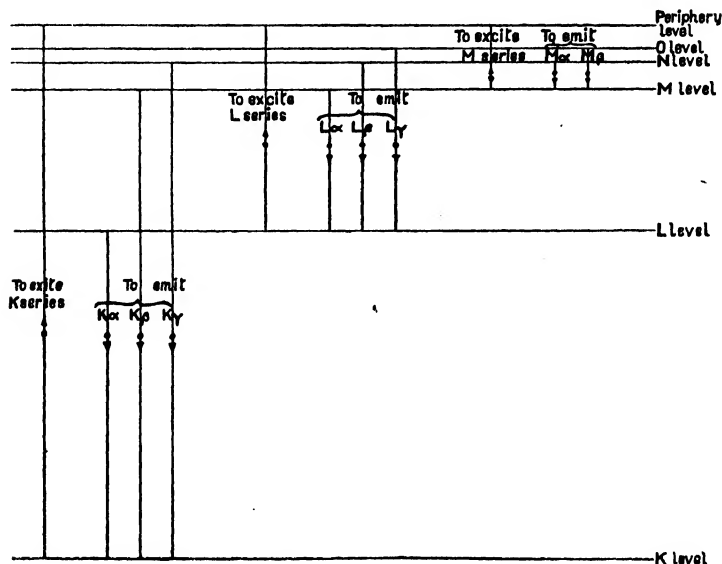 Periphery
level
O level
N level
M level
To excite
M series
To emit
Mα Mβ
To excite
L series
To emit
Lα Lβ Lγ
L level
To exite
K series
To emit
Kα Kβ Kγ
K level